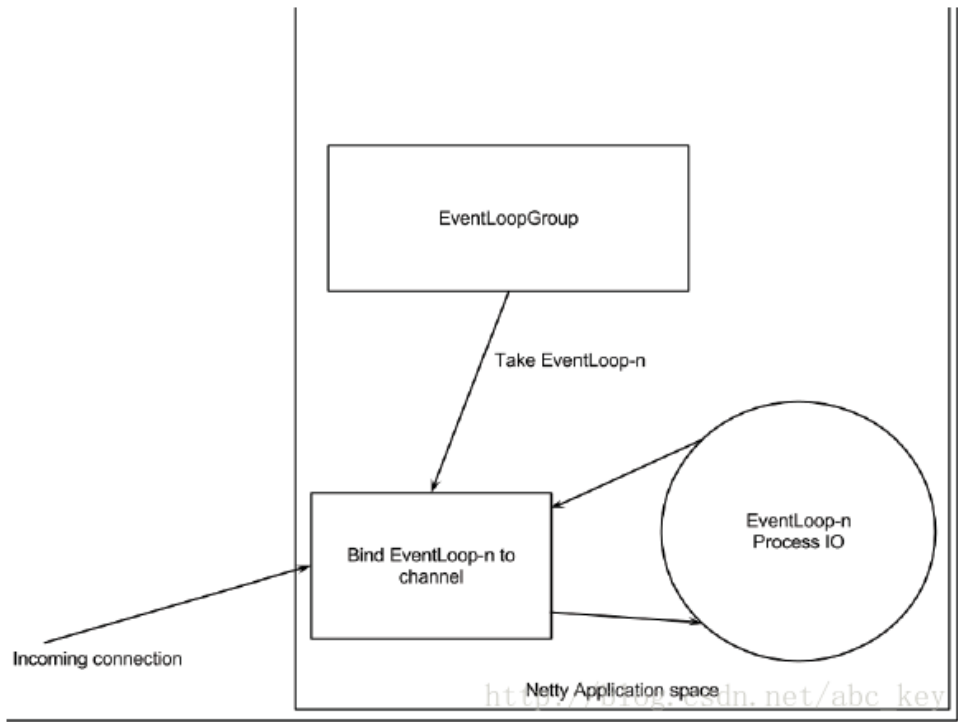 EventLoopGroup
Take EventLoop-n
EventLoop-n
Process IO
Bind EventLoop-n to
channel
Incoming connection
Netty Application space
http://blog.csdn.net/abc_key